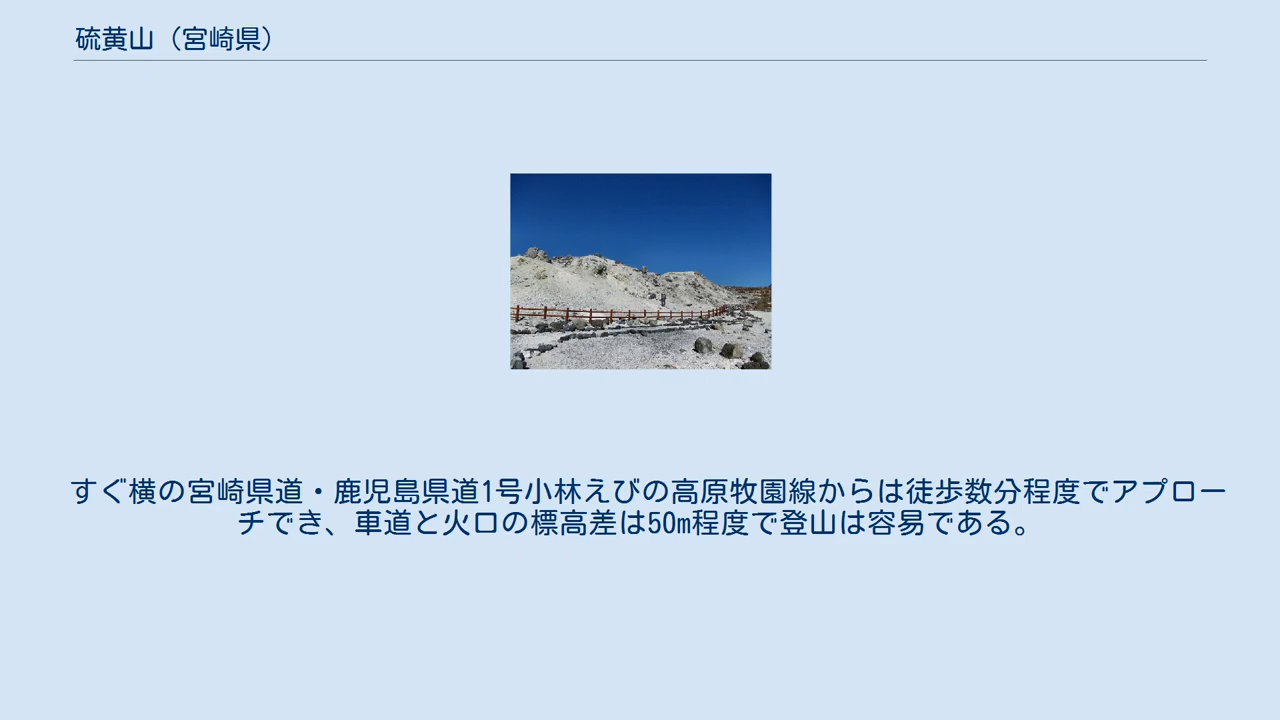 硫黄山（宮崎県）
すぐ横の宮崎県道・鹿児島県道1号小林えびの高原牧園線からは徒歩数分程度でアプロー
チでき、車道と火口の標高差は50m程度で登山は容易である。